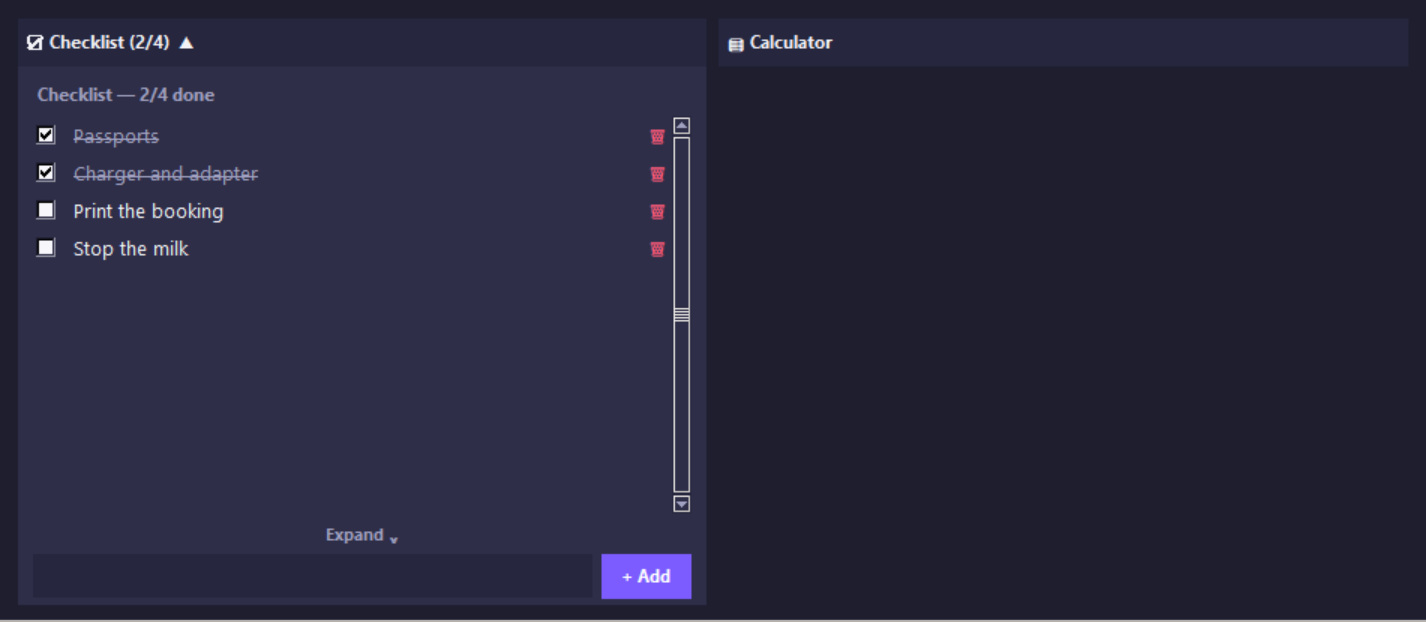 Checklist (2/4) ▲
Calculator
Checklist — 2/4 done
Passports
Charger and adapter
Print the booking
Stop the milk
Expand
+ Add